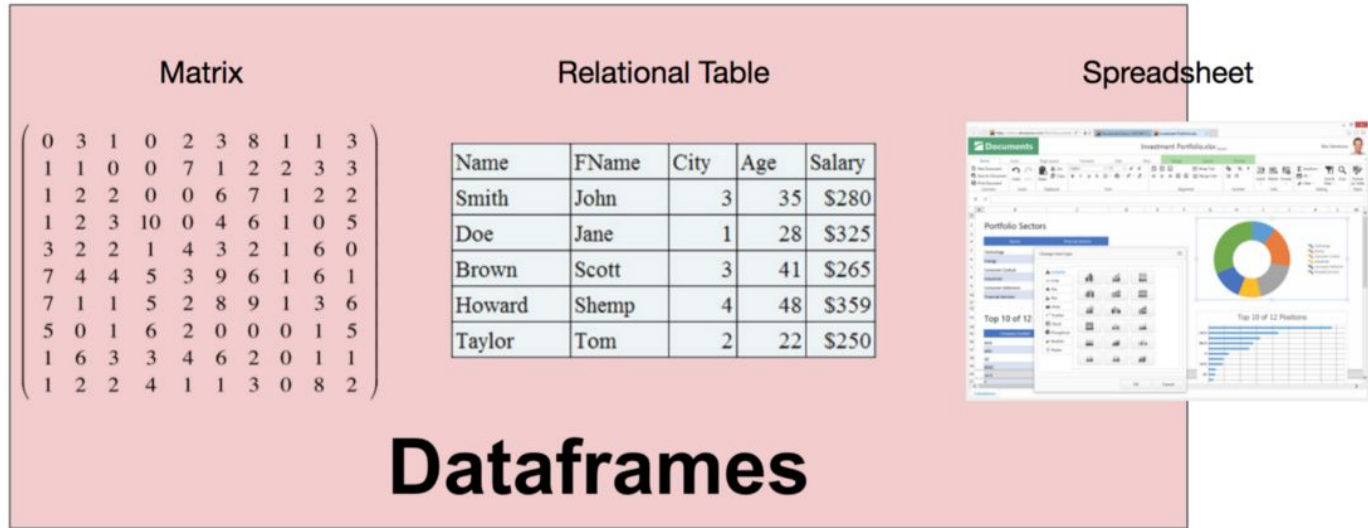 Matrix
Relational Table
Spreadsheet
0 3 1 0 2 3 8 1 1 3
1 1 0 0 7 1 2 2 3 3
1 2 2 0 0 6 7 1 2 2
1 2 3 10 0 4 6 1 0 5
3 2 2 1 4 3 2 1 6 0
7 4 4 5 3 9 6 1 6 1
7 1 1 5 2 8 9 1 3 6
5 0 1 6 2 0 0 0 1 5
1 6 3 3 4 6 2 0 1 1
1 2 2 4 1 1 3 0 8 2
Name FName City Age Salary
Smith John 3 35 $280
Doe Jane 1 28 $325
Brown Scott 3 41 $265
Howard Shemp 4 48 $359
Taylor Tom 2 22 $250
Documents
Investment Portfolio.xlsx
Portfolio Sectors
Top 10 of 12
Top 10 of 12 Positions
Dataframes